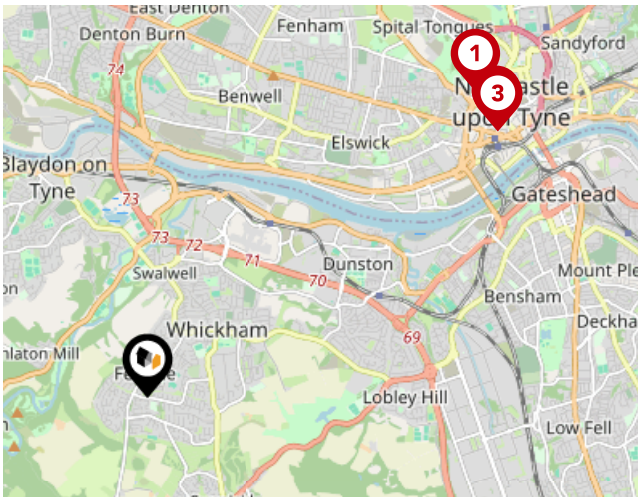 East Denton
Denton Burn
Fenham
Spital Tongues
Sandyford
74
1
3
Benwell
upon Tyne
Elswick
Blaydon on
Tyne
73
Gateshead
73
72
71
70
Swalwell
Dunston
Mount Ple
Bensham
Whickham
69
Deckha
nlaton Mill
Lobley Hill
Low Fell